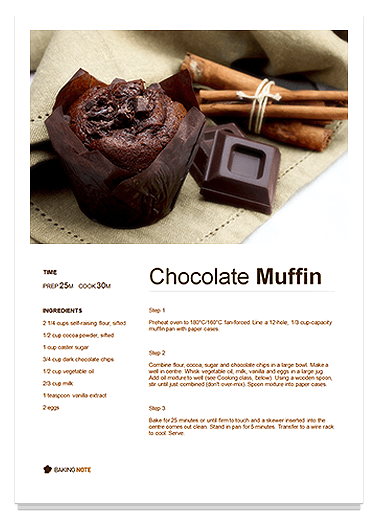 TIME
PREP 25M COOK 30M
INGREDIENTS
2 1/4 cups self-raising flour, sifted
1/2 cup cocoa powder, sifted
1 cup caster sugar
3/4 cup dark chocolate chips
1/2 cup vegetable oil
2/3 cup milk
1 teaspoon vanilla extract
2 eggs
BAKING NOTE
Chocolate Muffin
Step 1
Preheat oven to 180°C/160°C fan-forced. Line a 12-hole, 1/3 cup-capacity
muffin pan with paper cases.
Step 2
Combine flour, cocoa, sugar and chocolate chips in a large bowl. Make a
well in centre. Whisk vegetable oil, milk, vanilla and eggs in a large jug.
Add oil mixture to well (see Cooking class, below). Using a wooden spoon,
stir until just combined (don't over-mix). Spoon mixture into paper cases.
Step 3
Bake for 25 minutes or until firm to touch and a skewer inserted into the
centre comes out clean. Stand in pan for 5 minutes. Transfer to a wire rack
to cool. Serve.